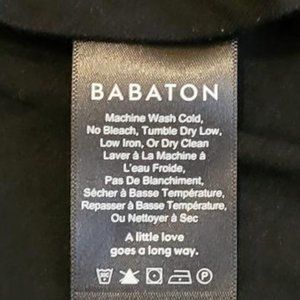 BABATON
Machine Wash Cold,
No Bleach, Tumble Dry Low,
Low Iron, Or Dry Clean
Laver à La Machine à
L'eau Froide,
Pas De Blanchiment,
Sécher à Basse Température,
Repasser à Basse Température,
Ou Nettoyer à Sec
A little love
goes a long way.